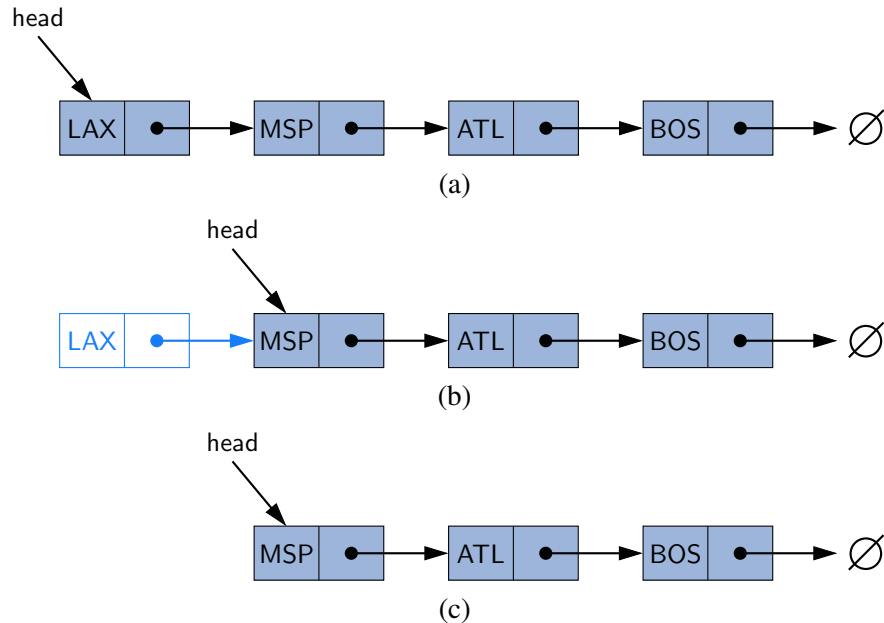 head
LAX MSP ATL BOS ∅
(a)
head
LAX MSP ATL BOS ∅
(b)
head
MSP ATL BOS ∅
(c)